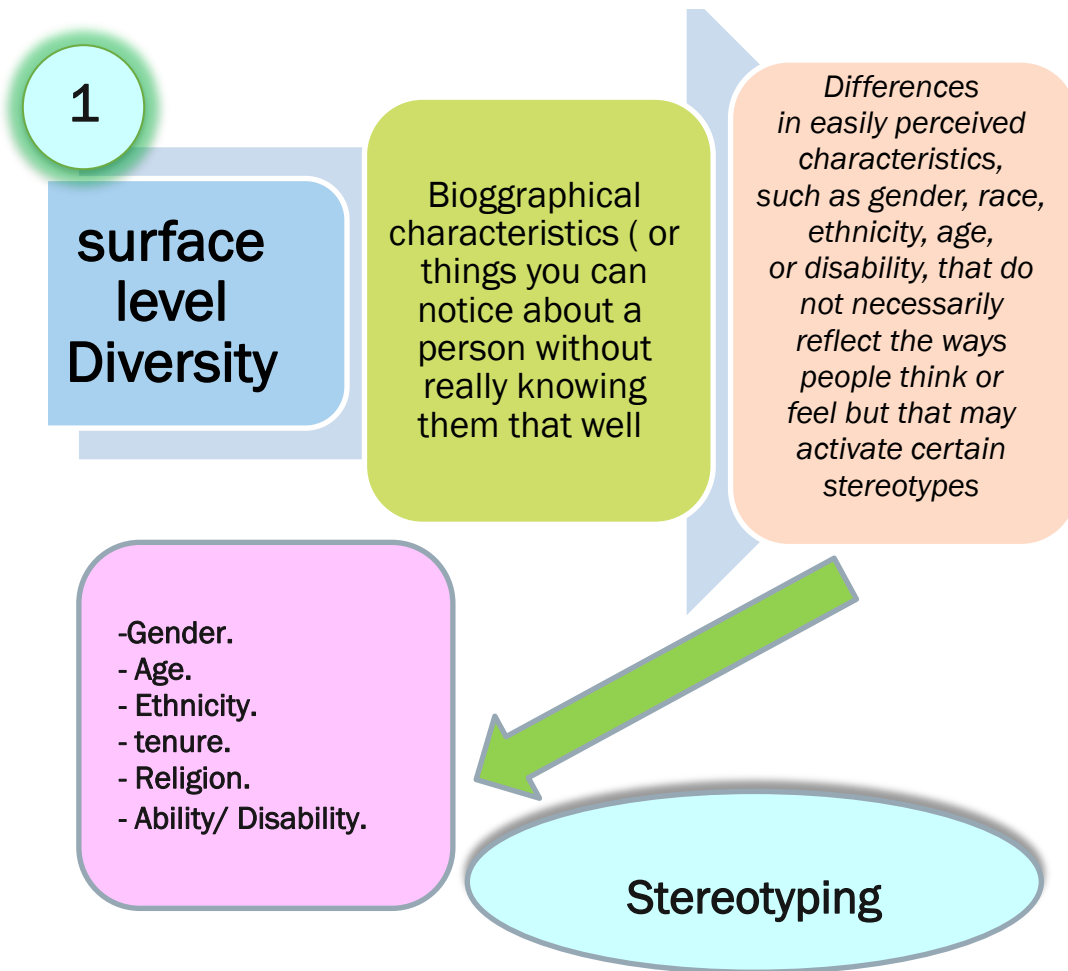 1
surface
level
Diversity
Bioggraphical
characteristics ( or
things you can
notice about a
person without
really knowing
them that well
Differences
in easily perceived
characteristics,
such as gender, race,
ethnicity, age,
or disability, that do
not necessarily
reflect the ways
people think or
feel but that may
activate certain
stereotypes
-Gender.
- Age.
- Ethnicity.
- tenure.
- Religion.
- Ability/ Disability.
Stereotyping